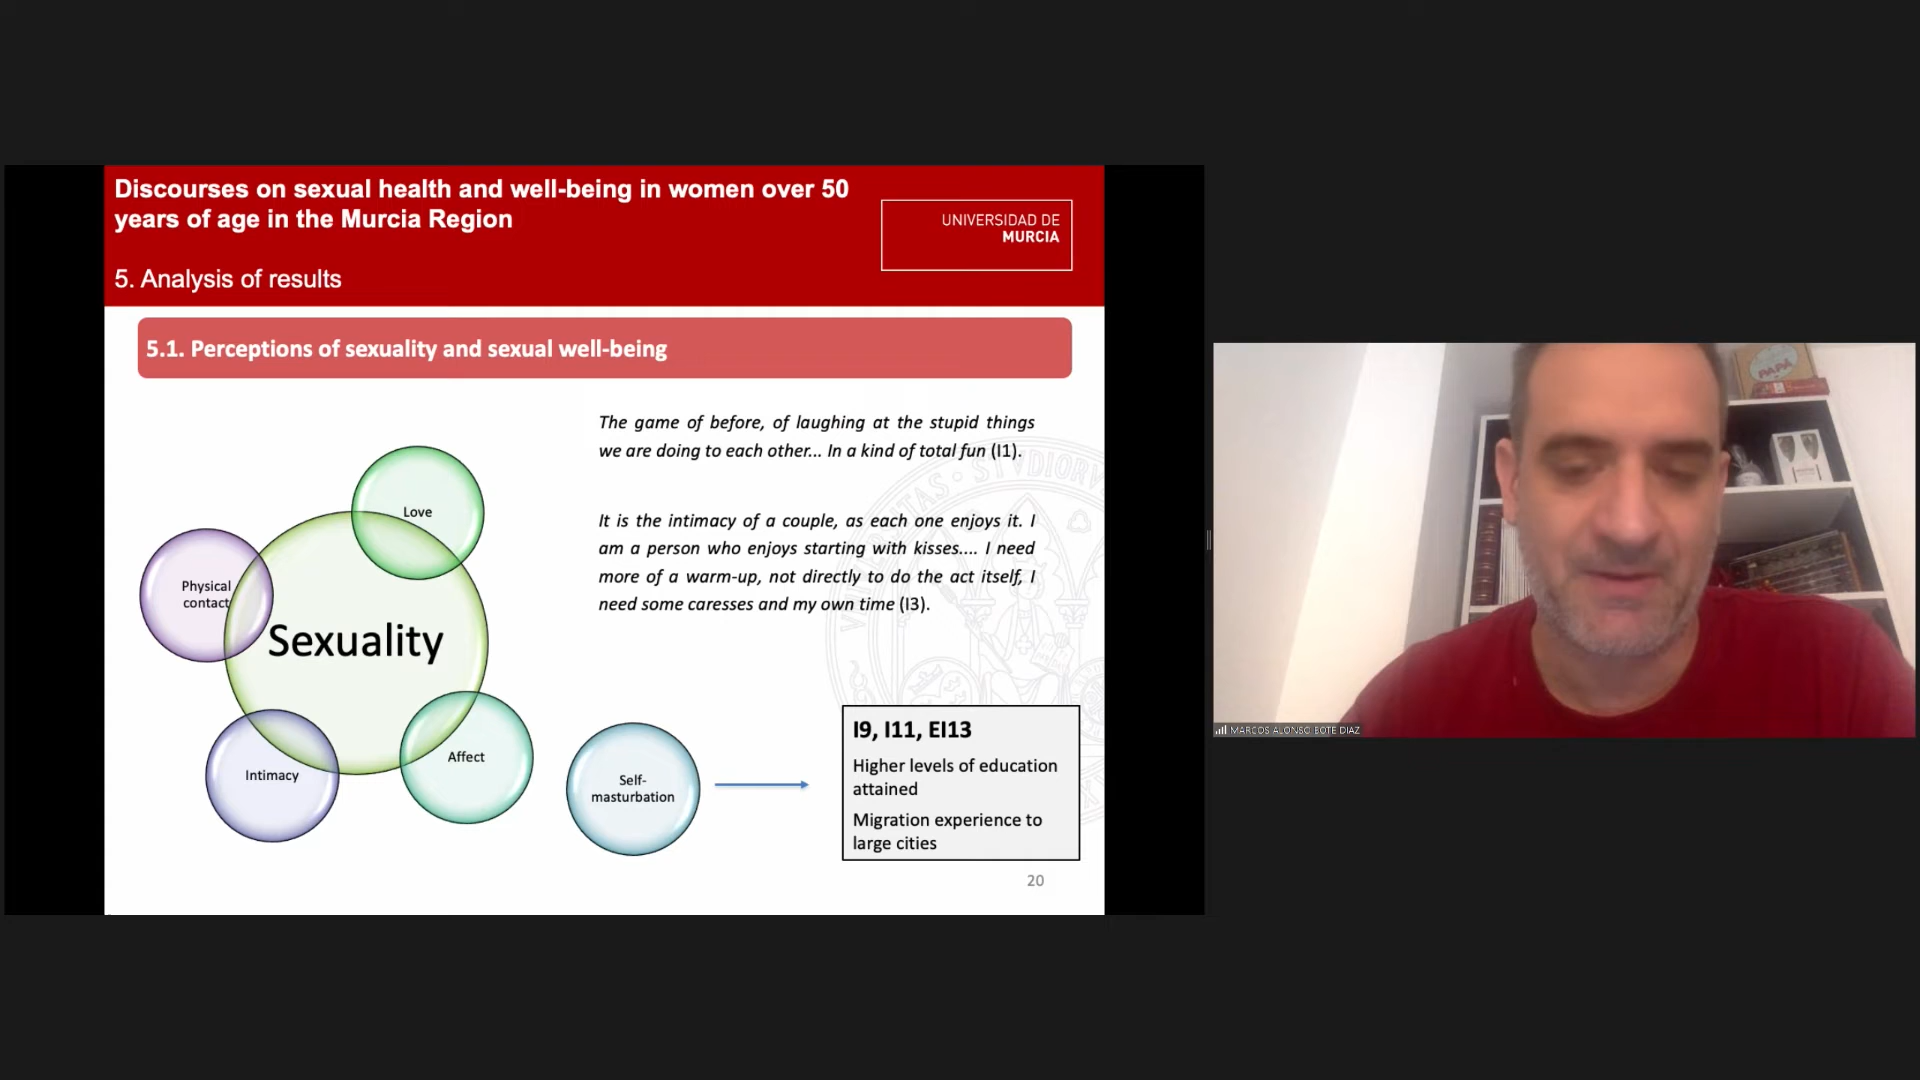 Discourses on sexual health and well-being in women over 50
years of age in the Murcia Region
UNIVERSIDAD DE
MURCIA
5. Analysis of results
5.1. Perceptions of sexuality and sexual well-being
The game of before, of laughing at the stupid things
we are doing to each other... In a kind of total fun (I1).
It is the intimacy of a couple, as each one enjoys it. I
am a person who enjoys starting with kisses.... I need
more of a warm-up, not directly to do the act itself, I
need some caresses and my own time (I3).
Love
Physical
contact
Sexuality
Intimacy
Affect
Self-
masturbation
I9, I11, EI13
Higher levels of education
attained
Migration experience to
large cities
20
PAPÁ
MARCOS ALONSO BOTE DIAZ